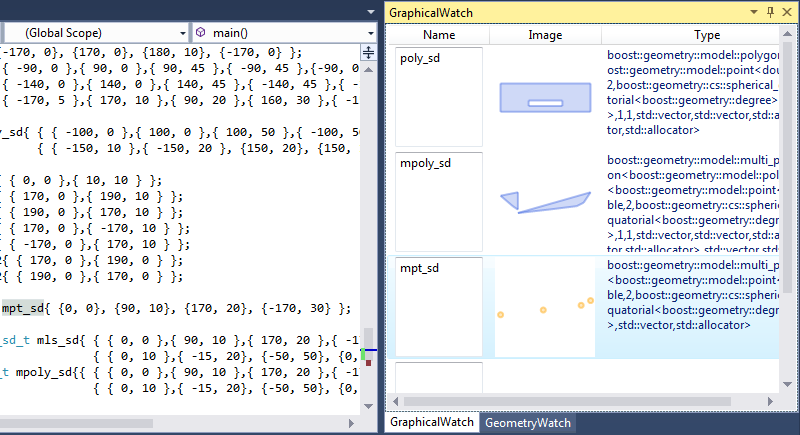 (Global Scope)
main()
{-170, 0}, {170, 0}, {180, 10}, {-170, 0} };
{ -90, 0 },{ 90, 0 },{ 90, 45 },{ -90, 45 },{-90, 0
{ -140, 0 },{ 140, 0 },{ 140, 45 },{ -140, 45 },{ -
{ -170, 5 },{ 170, 10 },{ 90, 20 },{ 160, 30 },{ -1
_sd{ { { -100, 0 },{ 100, 0 },{ 100, 50 },{ -100, 50
{ { -150, 10 },{ -150, 20 }, {150, 20}, {150,
{ { 0, 0 },{ 10, 10 } };
{ { 170, 0 },{ 190, 10 } };
{ { 190, 0 },{ 170, 10 } };
{ { 170, 0 },{ -170, 10 } };
{ { -170, 0 },{ 170, 10 } };
2{ { 170, 0 },{ 190, 0 } };
2{ { 190, 0 },{ 170, 0 } };
mpt_sd{ {0, 0}, {90, 10}, {170, 20}, {-170, 30} };
_sd_t mls_sd{ { { 0, 0 },{ 90, 10 },{ 170, 20 },{ -1
{ { 0, 10 },{ -15, 20}, {-50, 50}, {0,
_t mpoly_sd{{ { { 0, 0 },{ 90, 10 },{ 170, 20 },{ -1
{ { 0, 10 },{ -15, 20}, {-50, 50}, {0,
GraphicalWatch
Name Image Type
poly_sd
boost::geometry::model::polygon
ost::geometry::model::point<dou
2,boost::geometry::cs::spherical_
torial<boost::geometry::degree>
>,1,1,std::vector,std::vector,std::a
tor,std::allocator>
mpoly_sd
boost::geometry::model::multi_p
on<boost::geometry::model::pol
<boost::geometry::model::point<
ble,2,boost::geometry::cs::spheric
quatorial<boost::geometry::degr
>,1,1,std::vector,std::vector,std::a
tor,std::allocator>,std::vector,std
mpt_sd
boost::geometry::model::multi_p
<boost::geometry::model::point<
ble,2,boost::geometry::cs::spheric
quatorial<boost::geometry::degr
>,std::vector,std::allocator>
GraphicalWatch
GeometryWatch